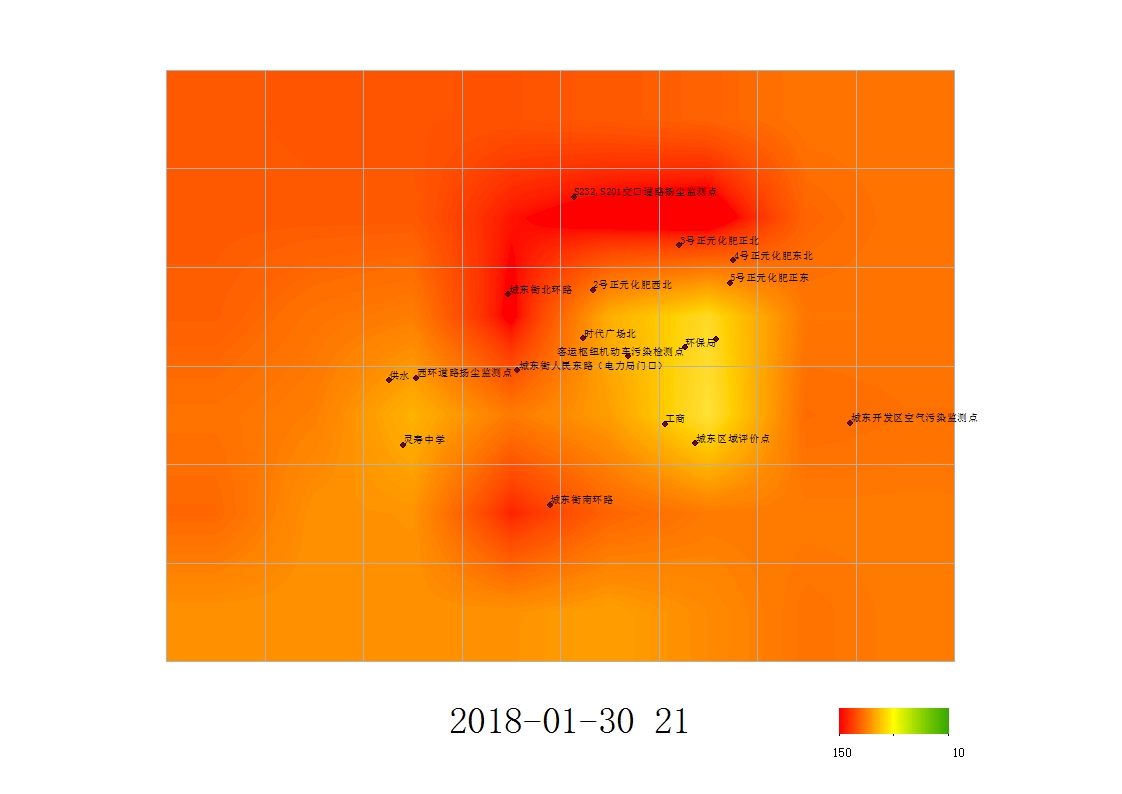 S232,S201交口道路扬尘监测点
3号正元化肥正北
4号正元化肥东北
5号正元化肥正东
2号正元化肥西北
城东街北环路
时代广场北
环保局
客运枢纽机动车污染检测点
城东街人民东路（电力局门口）
供水
西环道路扬尘监测点
工商
城东开发区空气污染监测点
灵寿中学
城东区域评价点
城东街南环路
2018-01-30 21
150
10